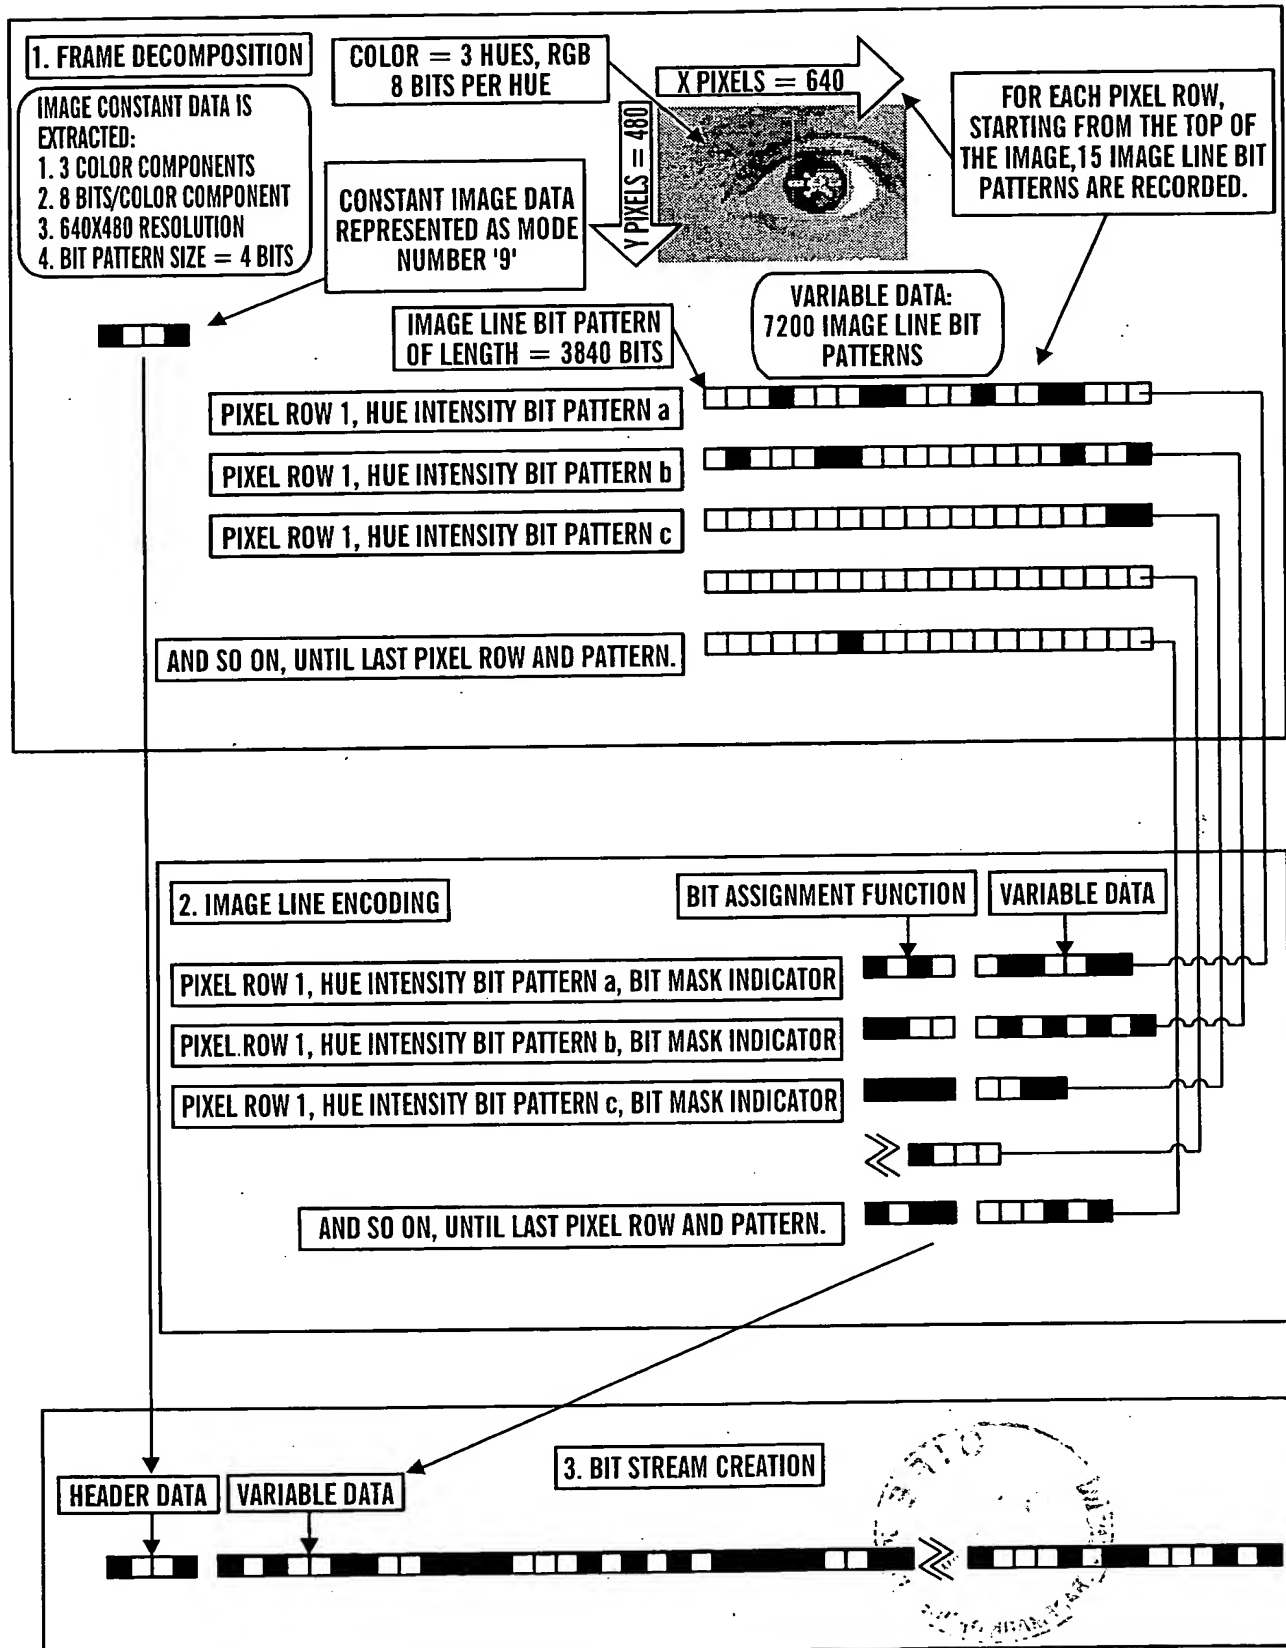 1. FRAME DECOMPOSITION
COLOR = 3 HUES, RGB
8 BITS PER HUE
X PIXELS = 640
Y PIXELS = 480
FOR EACH PIXEL ROW,
STARTING FROM THE TOP OF
THE IMAGE,15 IMAGE LINE BIT
PATTERNS ARE RECORDED.
IMAGE CONSTANT DATA IS
EXTRACTED:
1. 3 COLOR COMPONENTS
2. 8 BITS/COLOR COMPONENT
3. 640X480 RESOLUTION
4. BIT PATTERN SIZE = 4 BITS
CONSTANT IMAGE DATA
REPRESENTED AS MODE
NUMBER '9'
IMAGE LINE BIT PATTERN
OF LENGTH = 3840 BITS
VARIABLE DATA:
7200 IMAGE LINE BIT
PATTERNS
PIXEL ROW 1, HUE INTENSITY BIT PATTERN a
PIXEL ROW 1, HUE INTENSITY BIT PATTERN b
PIXEL ROW 1, HUE INTENSITY BIT PATTERN c
AND SO ON, UNTIL LAST PIXEL ROW AND PATTERN.
2. IMAGE LINE ENCODING
BIT ASSIGNMENT FUNCTION
VARIABLE DATA
PIXEL ROW 1, HUE INTENSITY BIT PATTERN a, BIT MASK INDICATOR
PIXEL ROW 1, HUE INTENSITY BIT PATTERN b, BIT MASK INDICATOR
PIXEL ROW 1, HUE INTENSITY BIT PATTERN c, BIT MASK INDICATOR
AND SO ON, UNTIL LAST PIXEL ROW AND PATTERN.
3. BIT STREAM CREATION
HEADER DATA
VARIABLE DATA